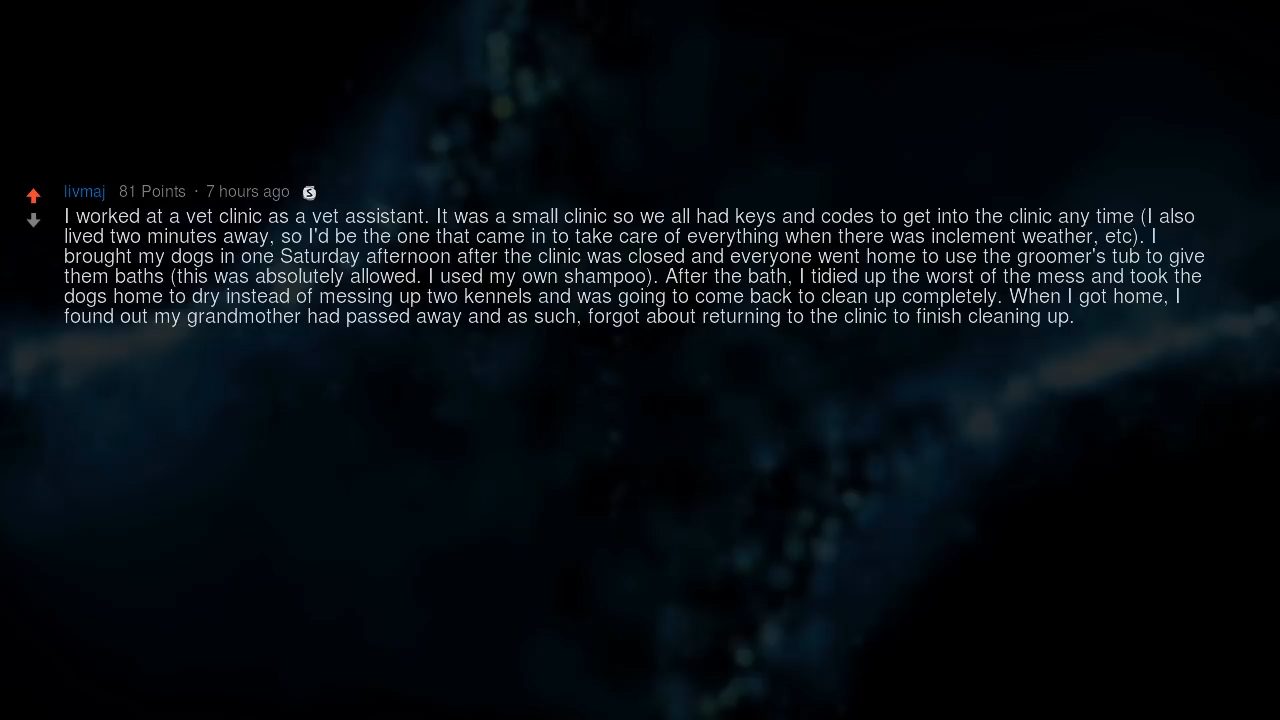 livmaj 81 Points · 7 hours ago
I worked at a vet clinic as a vet assistant. It was a small clinic so we all had keys and codes to get into the clinic any time (I also
lived two minutes away, so I'd be the one that came in to take care of everything when there was inclement weather, etc). I
brought my dogs in one Saturday afternoon after the clinic was closed and everyone went home to use the groomer's tub to give
them baths (this was absolutely allowed. I used my own shampoo). After the bath, I tidied up the worst of the mess and took the
dogs home to dry instead of messing up two kennels and was going to come back to clean up completely. When I got home, I
found out my grandmother had passed away and as such, forgot about returning to the clinic to finish cleaning up.